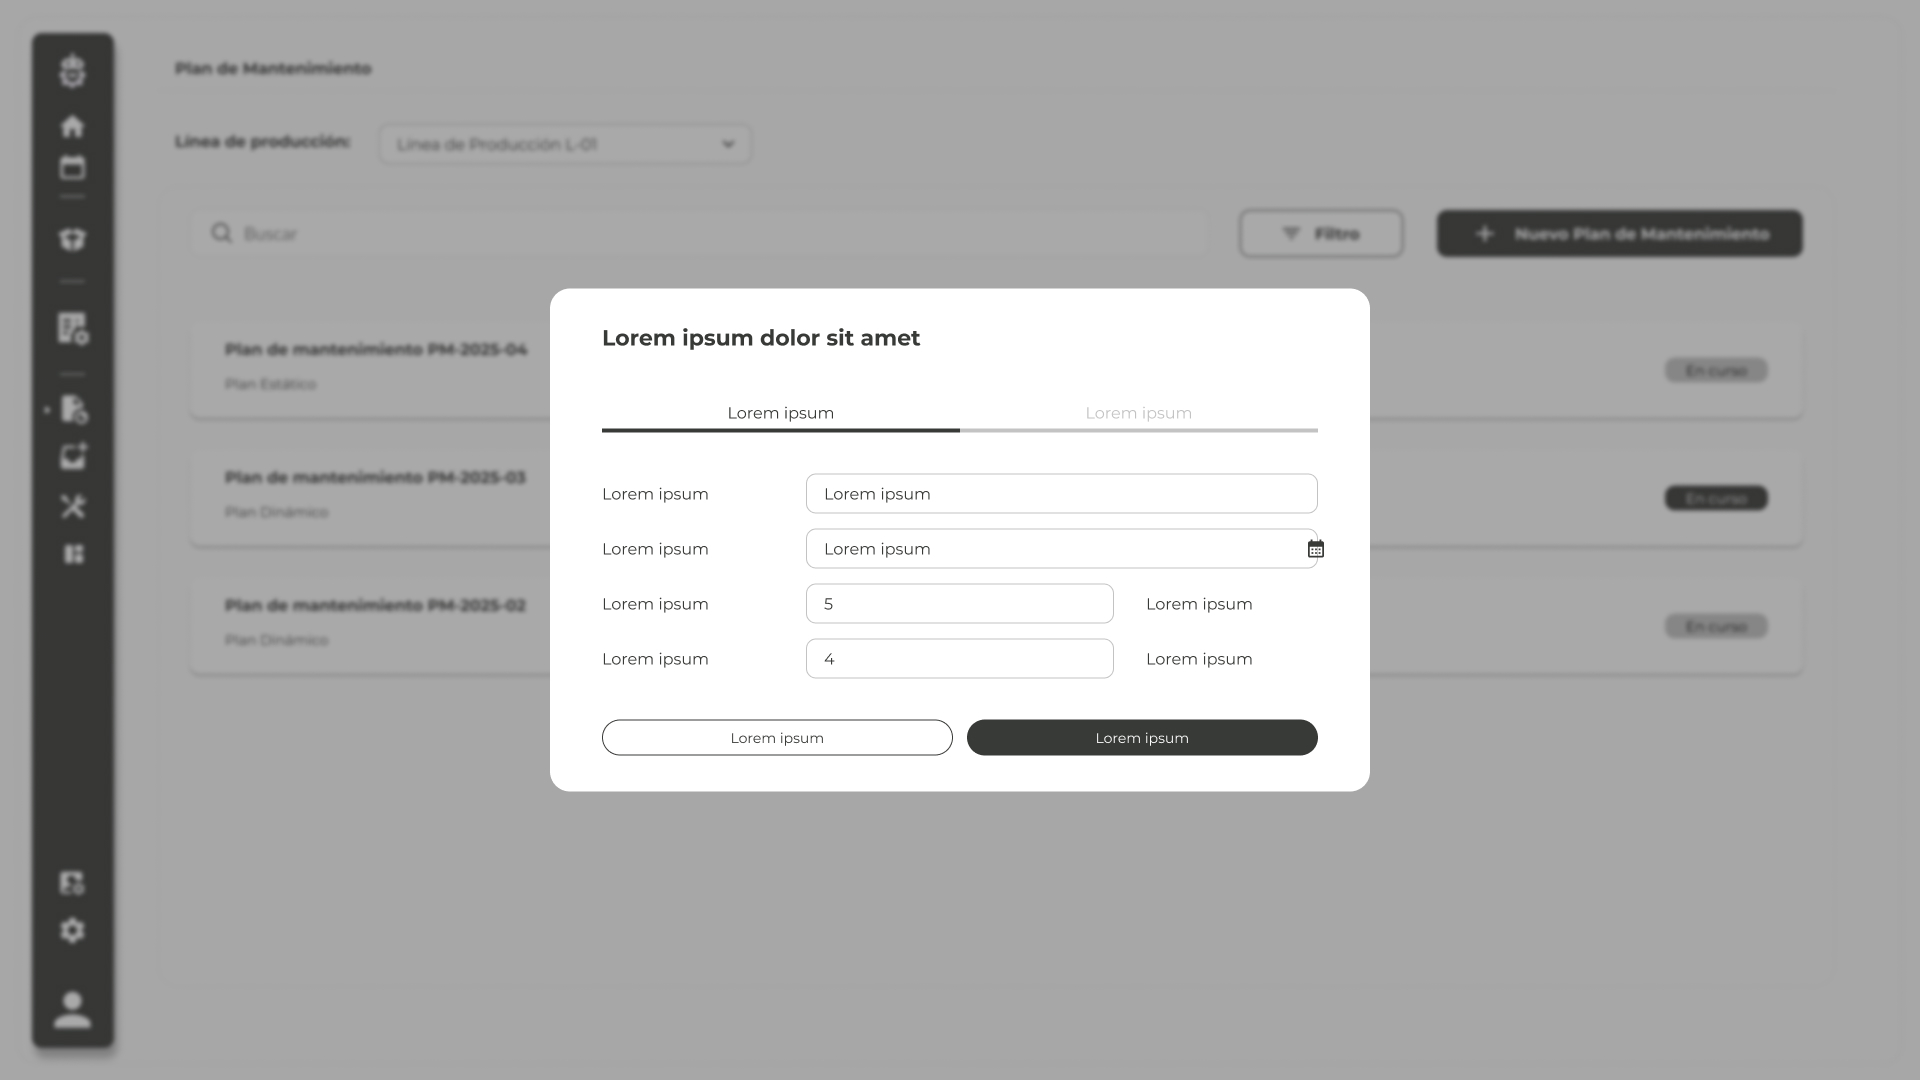 Plan de Mantenimiento
Línea de producción:
Línea de Producción L-01
Buscar
Filtro
Nuevo Plan de Mantenimiento
Plan de mantenimiento PM-2025-04
Plan Estático
En curso
Plan de mantenimiento PM-2025-03
Plan Dinámico
En curso
Plan de mantenimiento PM-2025-02
Plan Dinámico
En curso
Lorem ipsum dolor sit amet
Lorem ipsum
Lorem ipsum
Lorem ipsum
Lorem ipsum
Lorem ipsum
Lorem ipsum
Lorem ipsum
5
Lorem ipsum
Lorem ipsum
4
Lorem ipsum
Lorem ipsum
Lorem ipsum